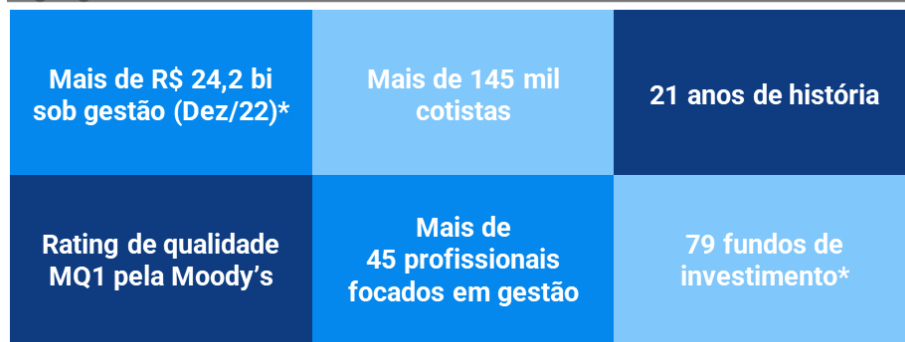 Mais de R$ 24,2 bi
sob gestão (Dez/22)*
Mais de 145 mil
cotistas
21 anos de história
Rating de qualidade
MQ1 pela Moody’s
Mais de
45 profissionais
focados em gestão
79 fundos de
investimento*